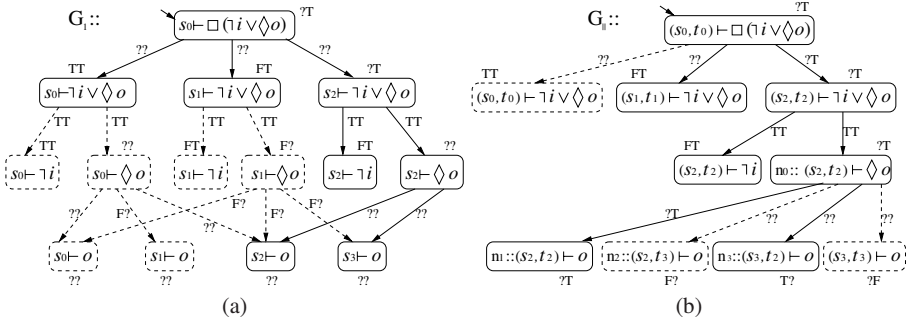 G_I:: ?T G_II:: ?T
s₀⊢□(¬i∨◊o) (s₀,t₀)⊢□(¬i∨◊o)
?? ?? ?? ?? ?? ??
TT FT ?T TT FT ?T
s₀⊢¬i∨◊o s₁⊢¬i∨◊o s₂⊢¬i∨◊o (s₀,t₀)⊢¬i∨◊o (s₁,t₁)⊢¬i∨◊o (s₂,t₂)⊢¬i∨◊o
TT TT TT TT TT TT TT TT
TT ?? FT F? FT ?? FT ?T
s₀⊢¬i s₀⊢◊o s₁⊢¬i s₁⊢◊o s₂⊢¬i s₂⊢◊o (s₂,t₂)⊢¬i n₀::(s₂,t₂)⊢◊o
?? ?? ?? F? F? F? ?? ?? ?T ?? ?? ??
s₀⊢o s₁⊢o s₂⊢o s₃⊢o n₁::(s₂,t₂)⊢o n₂::(s₂,t₃)⊢o n₃::(s₃,t₂)⊢o (s₃,t₃)⊢o
?? ?? ?? ?? ?T F? T? ?F
(a) (b)